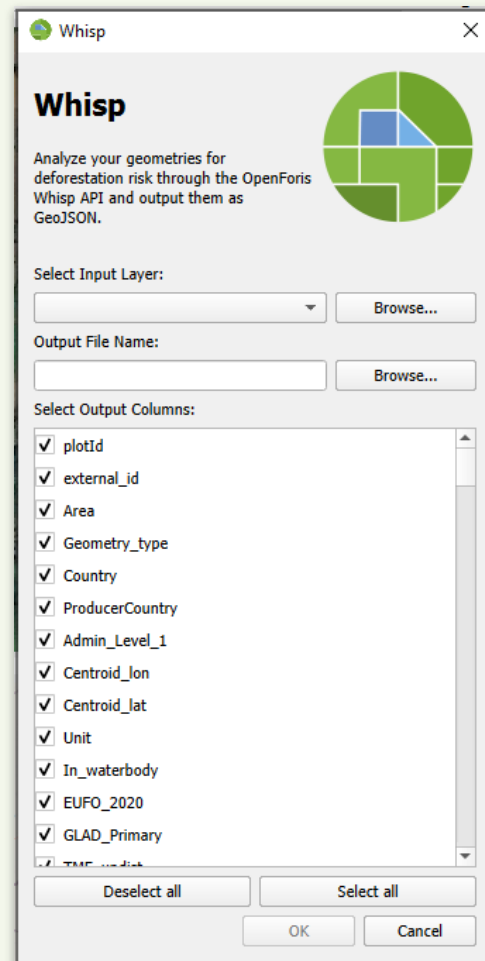 Whisp
Whisp
Analyze your geometries for
deforestation risk through the OpenForis
Whisp API and output them as
GeoJSON.
Select Input Layer:
Browse...
Output File Name:
Browse...
Select Output Columns:
plotId
external_id
Area
Geometry_type
Country
ProducerCountry
Admin_Level_1
Centroid_lon
Centroid_lat
Unit
In_waterbody
EUFO_2020
GLAD_Primary
TMF_undist
Deselect all
Select all
OK
Cancel